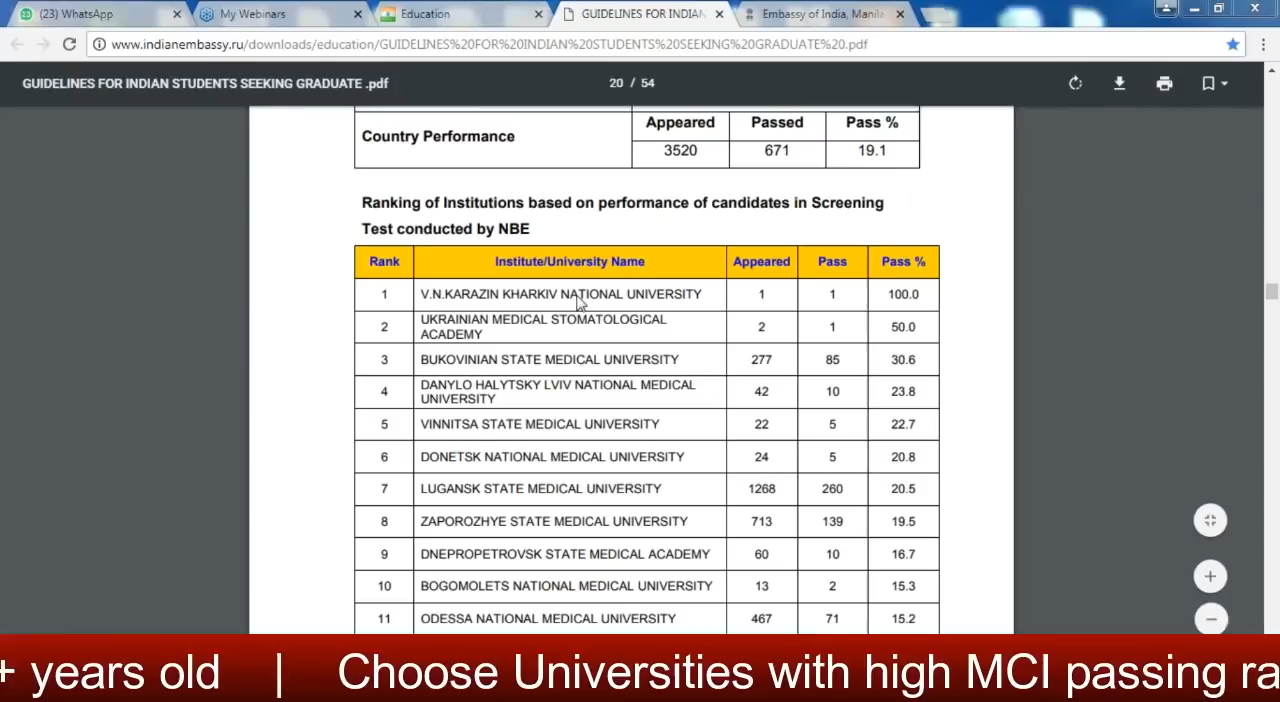 (23) WhatsApp
My Webinars
Education
GUIDELINES FOR INDIAN
Embassy of India, Manila
www.indianembassy.ru/downloads/education/GUIDELINES%20FOR%20INDIAN%20STUDENTS%20SEEKING%20GRADUATE%20.pdf
GUIDELINES FOR INDIAN STUDENTS SEEKING GRADUATE .pdf
20 / 54
Country Performance Appeared Passed Pass %
3520 671 19.1
Ranking of Institutions based on performance of candidates in Screening
Test conducted by NBE
Rank Institute/University Name Appeared Pass Pass %
1 V.N.KARAZIN KHARKIV NATIONAL UNIVERSITY 1 1 100.0
2 UKRAINIAN MEDICAL STOMATOLOGICAL
ACADEMY 2 1 50.0
3 BUKOVINIAN STATE MEDICAL UNIVERSITY 277 85 30.6
4 DANYLO HALYTSKY LVIV NATIONAL MEDICAL
UNIVERSITY 42 10 23.8
5 VINNITSA STATE MEDICAL UNIVERSITY 22 5 22.7
6 DONETSK NATIONAL MEDICAL UNIVERSITY 24 5 20.8
7 LUGANSK STATE MEDICAL UNIVERSITY 1268 260 20.5
8 ZAPOROZHYE STATE MEDICAL UNIVERSITY 713 139 19.5
9 DNEPROPETROVSK STATE MEDICAL ACADEMY 60 10 16.7
10 BOGOMOLETS NATIONAL MEDICAL UNIVERSITY 13 2 15.3
11 ODESSA NATIONAL MEDICAL UNIVERSITY 467 71 15.2
+ years old | Choose Universities with high MCI passing ra